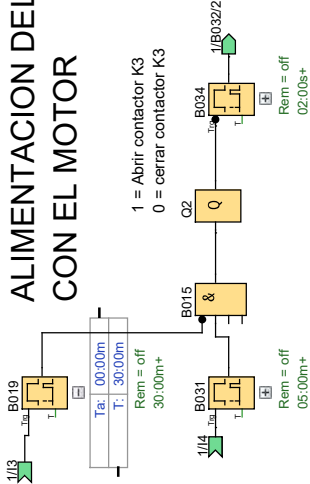 ALIMENTACION DEL
CON EL MOTOR
1 = Abrir contactor K3
0 = cerrar contactor K3
1/I3
B019
Trg
T
Ta: 00:00m
T: 30:00m
Rem = off
30:00m+
1/I4
B031
Trg
T
Rem = off
05:00m+
B015
&
Q2
Q
B034
Trg
T
Rem = off
02:00s+
1/B032/2